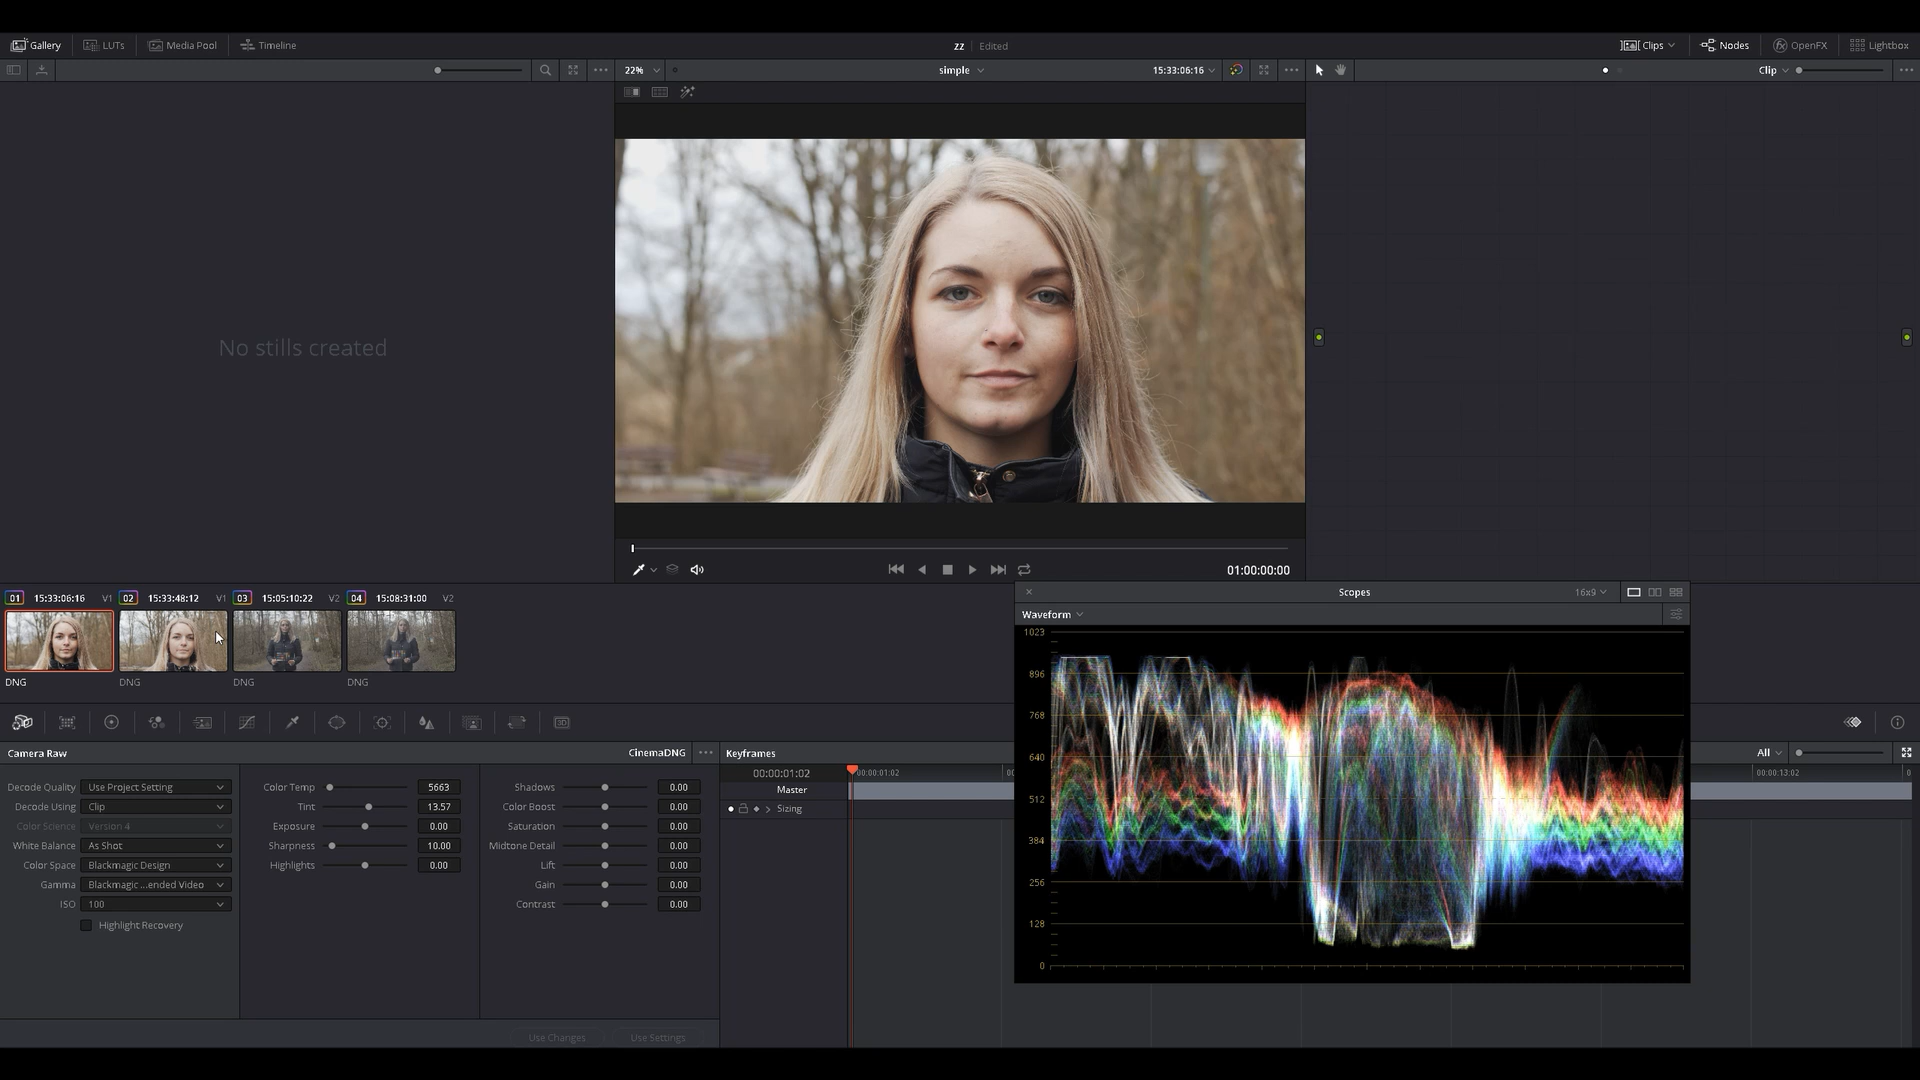 Gallery LUTs Media Pool Timeline zz Edited Clips Nodes OpenFX Lightbox
22% simple 15:33:06:16 Clip
No stills created
01:00:00:00
01 15:33:06:16 V1 02 15:33:48:12 V1 03 15:05:10:22 V2 04 15:08:31:00 V2
DNG DNG DNG DNG
Scopes 16x9
Waveform
1023
896
768
640
512
384
256
128
0
Camera Raw CinemaDNG
Decode Quality Use Project Setting
Decode Using Clip
Color Science Version 4
White Balance As Shot
Color Space Blackmagic Design
Gamma Blackmagic ...ended Video
ISO 100
Highlight Recovery
Color Temp 5663
Tint 13.57
Exposure 0.00
Sharpness 10.00
Highlights 0.00
Shadows 0.00
Color Boost 0.00
Saturation 0.00
Midtone Detail 0.00
Lift 0.00
Gain 0.00
Contrast 0.00
Use Changes Use Settings
Keyframes All
00:00:01:02 00:00:01:02 00 00:00:13:02 0
Master
Sizing
3D